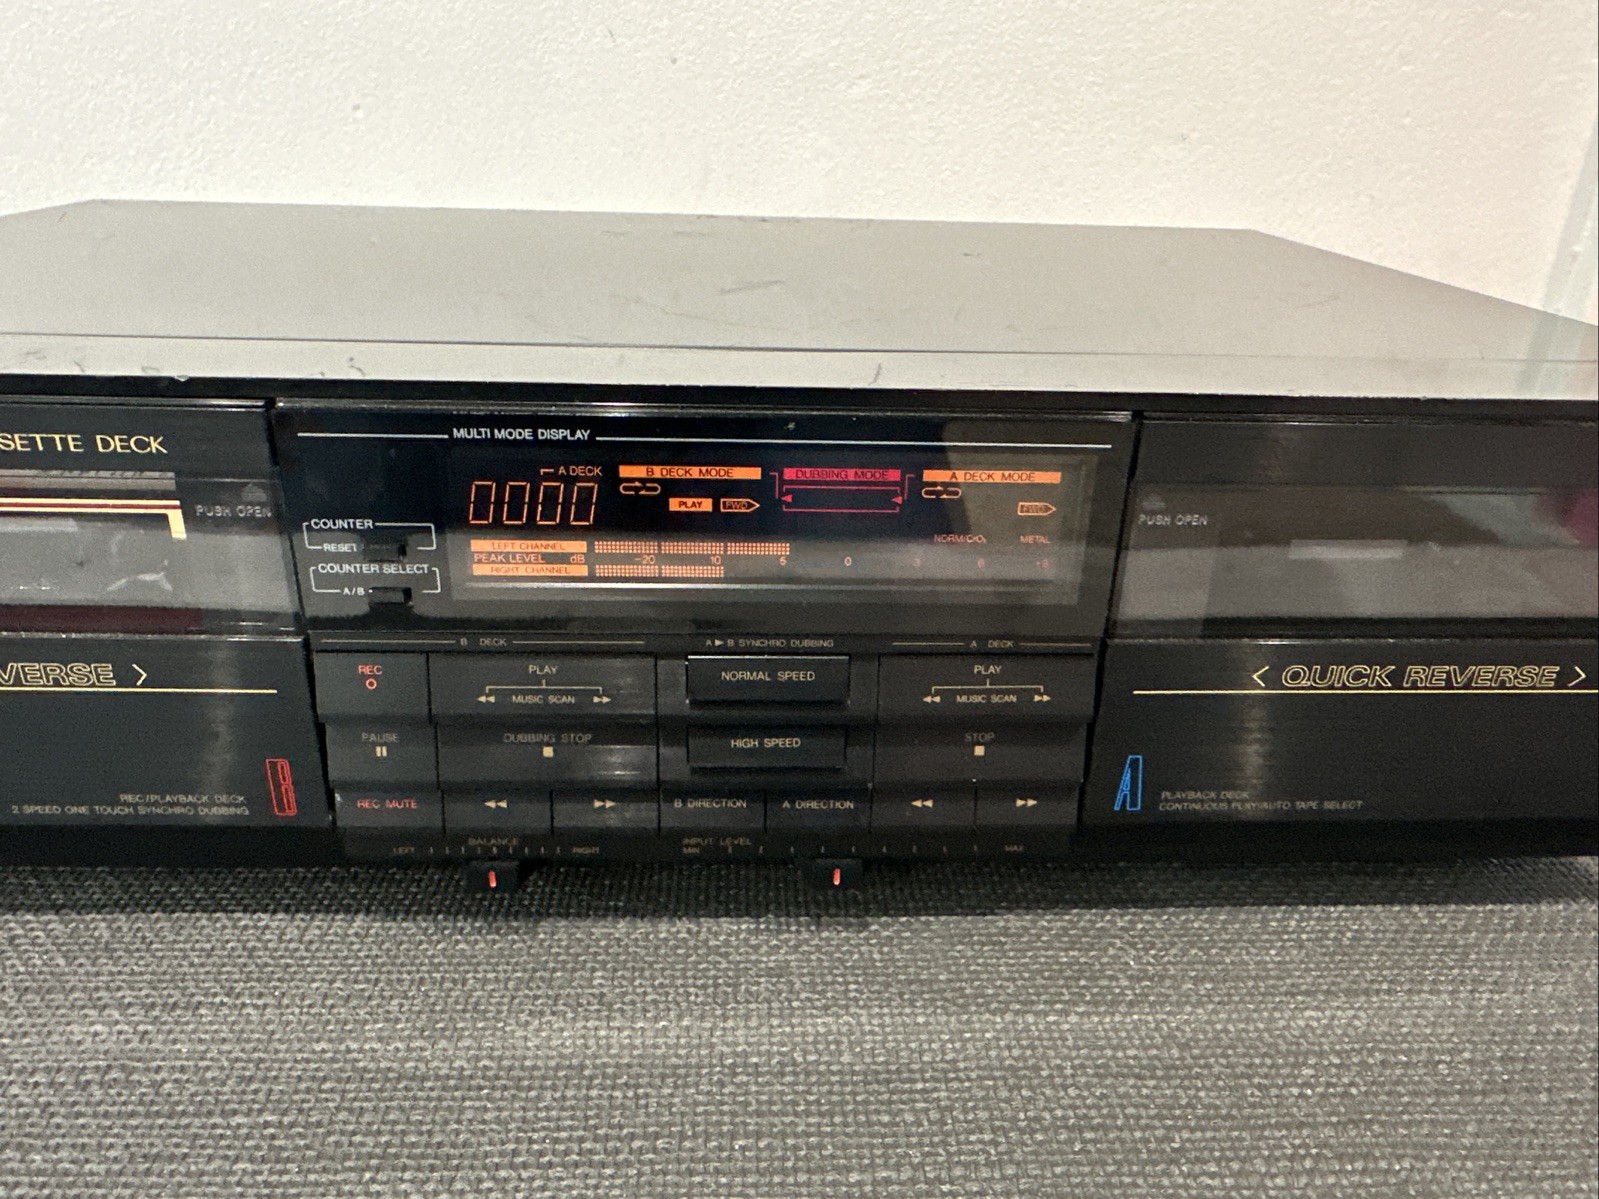 SETTE DECK
PUSH OPEN
VERSE >
REC/PLAYBACK DECK
2 SPEED ONE TOUCH SYNCHRO DUBBING
B
MULTI MODE DISPLAY
A DECK
B DECK MODE
DUBBING MODE
A DECK MODE
0000
PLAY
FWD
FWD
COUNTER
RESET
COUNTER SELECT
A/B
NORM/CrO₂
METAL
LEFT CHANNEL
PEAK LEVEL dB -20 10 5 0 3 6 +8
RIGHT CHANNEL
B DECK
A ▶ B SYNCHRO DUBBING
A DECK
REC
PLAY
NORMAL SPEED
PLAY
◀◀ MUSIC SCAN ▶▶
◀◀ MUSIC SCAN ▶▶
PAUSE
DUBBING STOP
HIGH SPEED
STOP
REC MUTE
◀◀
▶▶
B DIRECTION
A DIRECTION
◀◀
▶▶
BALANCE
LEFT
RIGHT
INPUT LEVEL
MIN
MAX
PUSH OPEN
< QUICK REVERSE >
A
PLAYBACK DECK
CONTINUOUS PLAY/AUTO TAPE SELECT